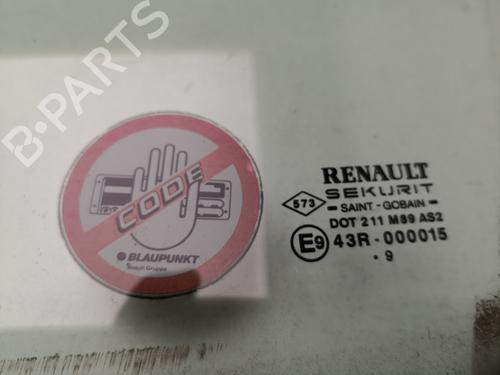 B-PARTS
CODE
BLAUPUNKT
Bosch Gruppe
RENAULT
SEKURIT
573
SAINT - GOBAIN
DOT 211 M89 AS2
E9 43R-000015
. 9